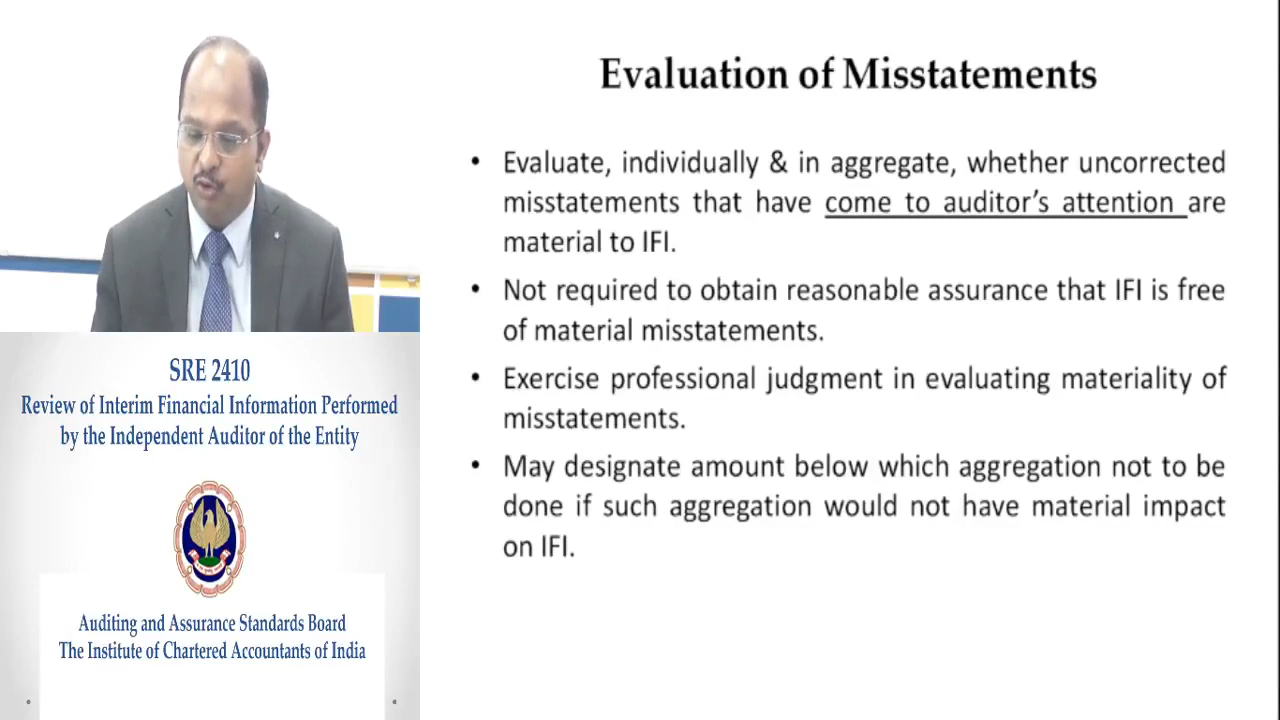 Evaluation of Misstatements
• Evaluate, individually & in aggregate, whether uncorrected
misstatements that have come to auditor's attention are
material to IFI.
• Not required to obtain reasonable assurance that IFI is free
of material misstatements.
• Exercise professional judgment in evaluating materiality of
misstatements.
• May designate amount below which aggregation not to be
done if such aggregation would not have material impact
on IFI.
SRE 2410
Review of Interim Financial Information Performed
by the Independent Auditor of the Entity
Auditing and Assurance Standards Board
The Institute of Chartered Accountants of India